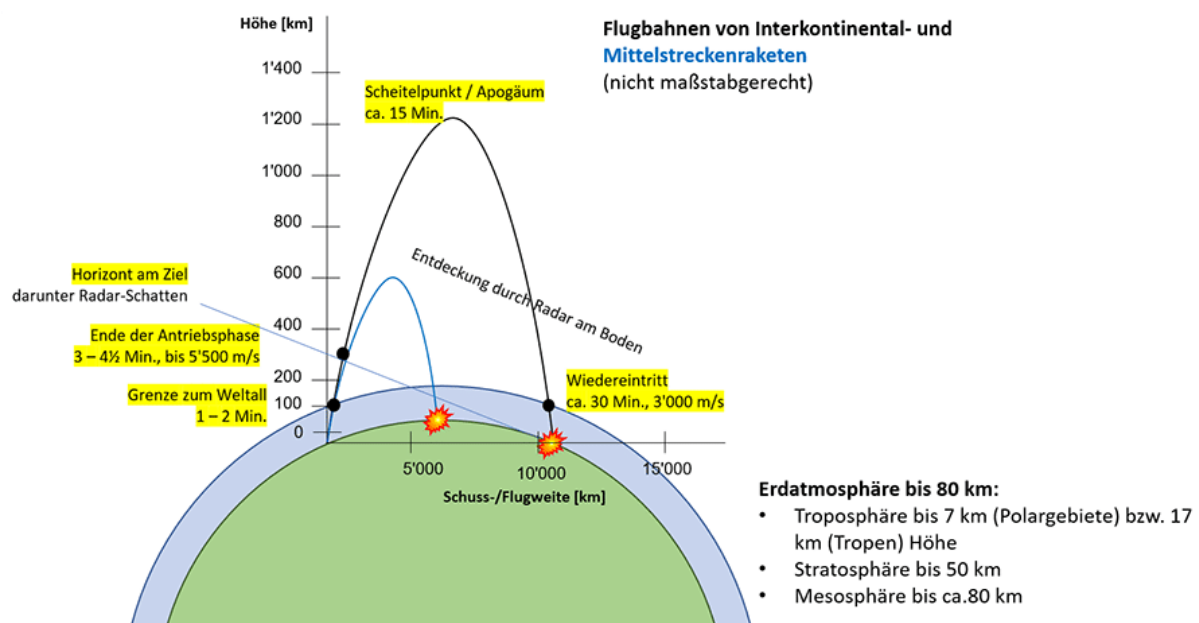 Höhe [km]
Flugbahnen von Interkontinental- und
Mittelstreckenraketen
(nicht maßstabgerecht)
1'400
Scheitelpunkt / Apogäum
ca. 15 Min.
1'200
1'000
800
600
400
200
100
0
Entdeckung durch Radar am Boden
Horizont am Ziel
darunter Radar-Schatten
Ende der Antriebsphase
3 – 4½ Min., bis 5'500 m/s
Grenze zum Weltall
1 – 2 Min.
Wiedereintritt
ca. 30 Min., 3'000 m/s
5'000
10'000
15'000
Schuss-/Flugweite [km]
Erdatmosphäre bis 80 km:
• Troposphäre bis 7 km (Polargebiete) bzw. 17
km (Tropen) Höhe
• Stratosphäre bis 50 km
• Mesosphäre bis ca.80 km